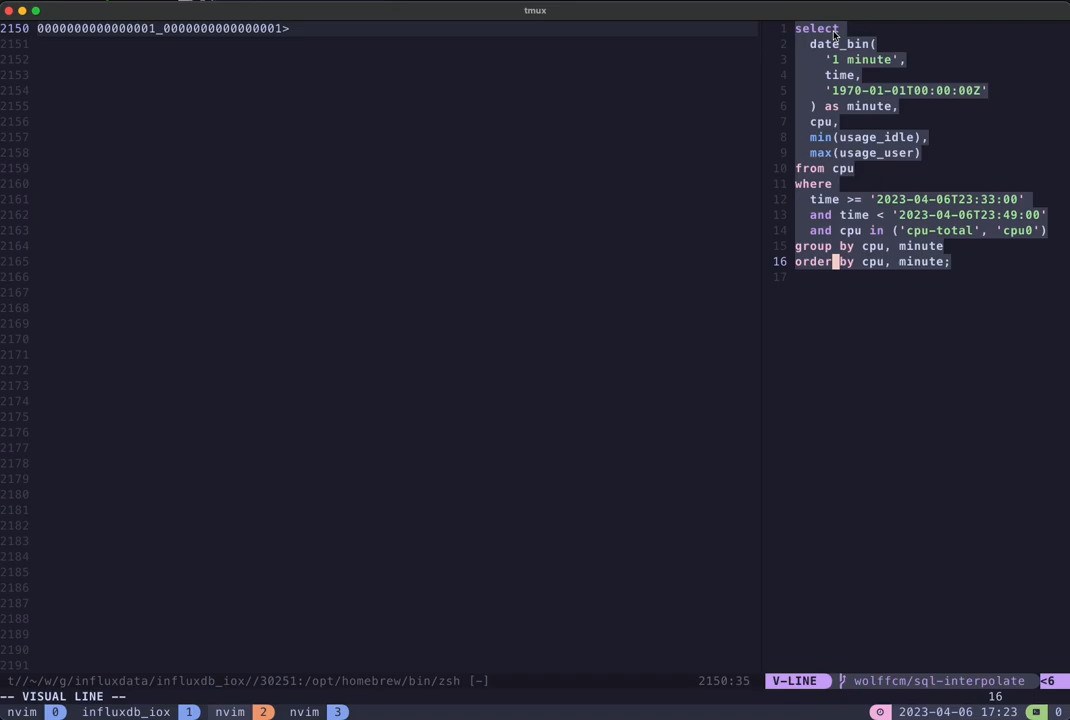 tmux
2150 0000000000000001_0000000000000001>
2151
2152
2153
2154
2155
2156
2157
2158
2159
2160
2161
2162
2163
2164
2165
2166
2167
2168
2169
2170
2171
2172
2173
2174
2175
2176
2177
2178
2179
2180
2181
2182
2183
2184
2185
2186
2187
2188
2189
2190
2191
1 select
2 date_bin(
3 '1 minute',
4 time,
5 '1970-01-01T00:00:00Z'
6 ) as minute,
7 cpu,
8 min(usage_idle),
9 max(usage_user)
10 from cpu
11 where
12 time >= '2023-04-06T23:33:00'
13 and time < '2023-04-06T23:49:00'
14 and cpu in ('cpu-total', 'cpu0')
15 group by cpu, minute
16 order by cpu, minute;
17
t//~/w/g/influxdata/influxdb_iox//30251:/opt/homebrew/bin/zsh [-] 2150:35
V-LINE wolffcm/sql-interpolate <6
-- VISUAL LINE -- 16
nvim 0 influxdb_iox 1 nvim 2 nvim 3 2023-04-06 17:23 0